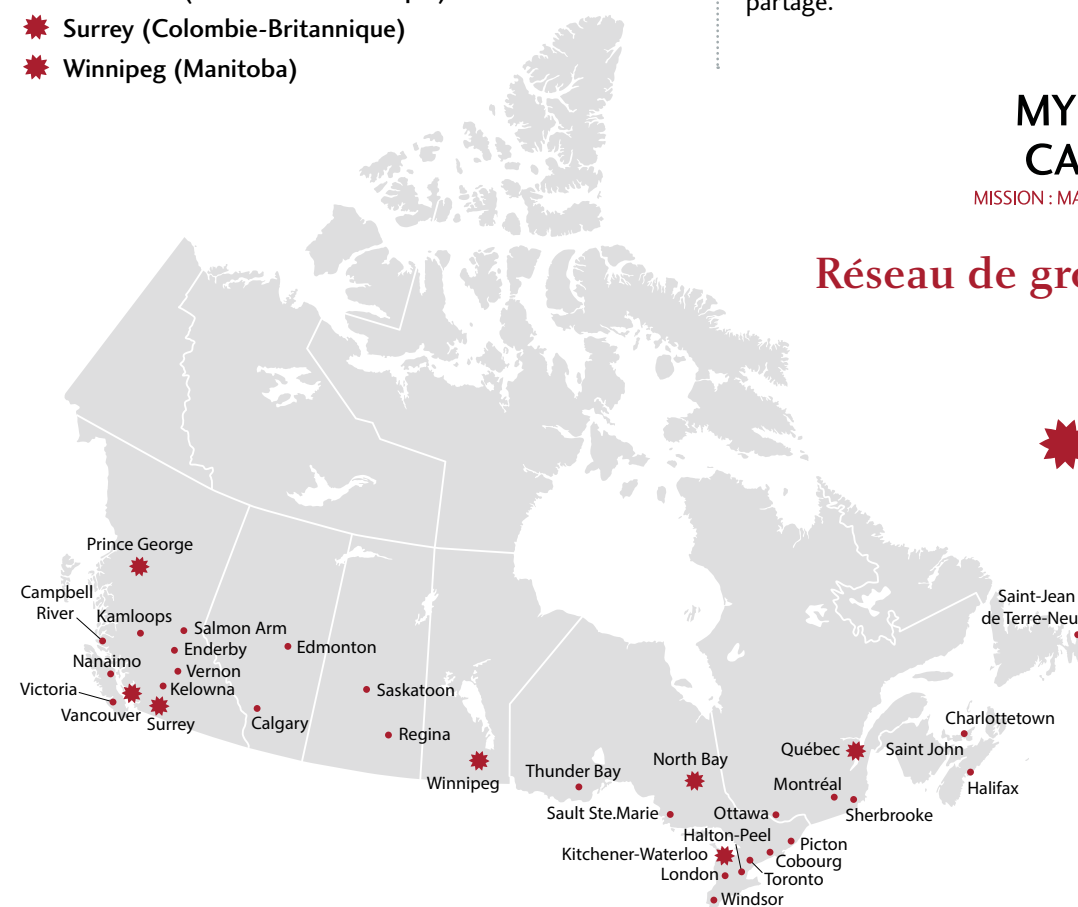 Surrey (Colombie-Britannique)
Winnipeg (Manitoba)
partage.
MY
CA
MISSION : MA
Réseau de gro
Prince George
Campbell
River
Kamloops
Salmon Arm
Enderby
Edmonton
Nanaimo
Vernon
Kelowna
Victoria
Saskatoon
Vancouver
Surrey
Calgary
Regina
Winnipeg
Thunder Bay
North Bay
Québec
Saint John
Charlottetown
Saint-Jean
de Terre-Neu
Halifax
Montréal
Sherbrooke
Sault Ste.Marie
Ottawa
Halton-Peel
Picton
Kitchener-Waterloo
Cobourg
London
Toronto
Windsor